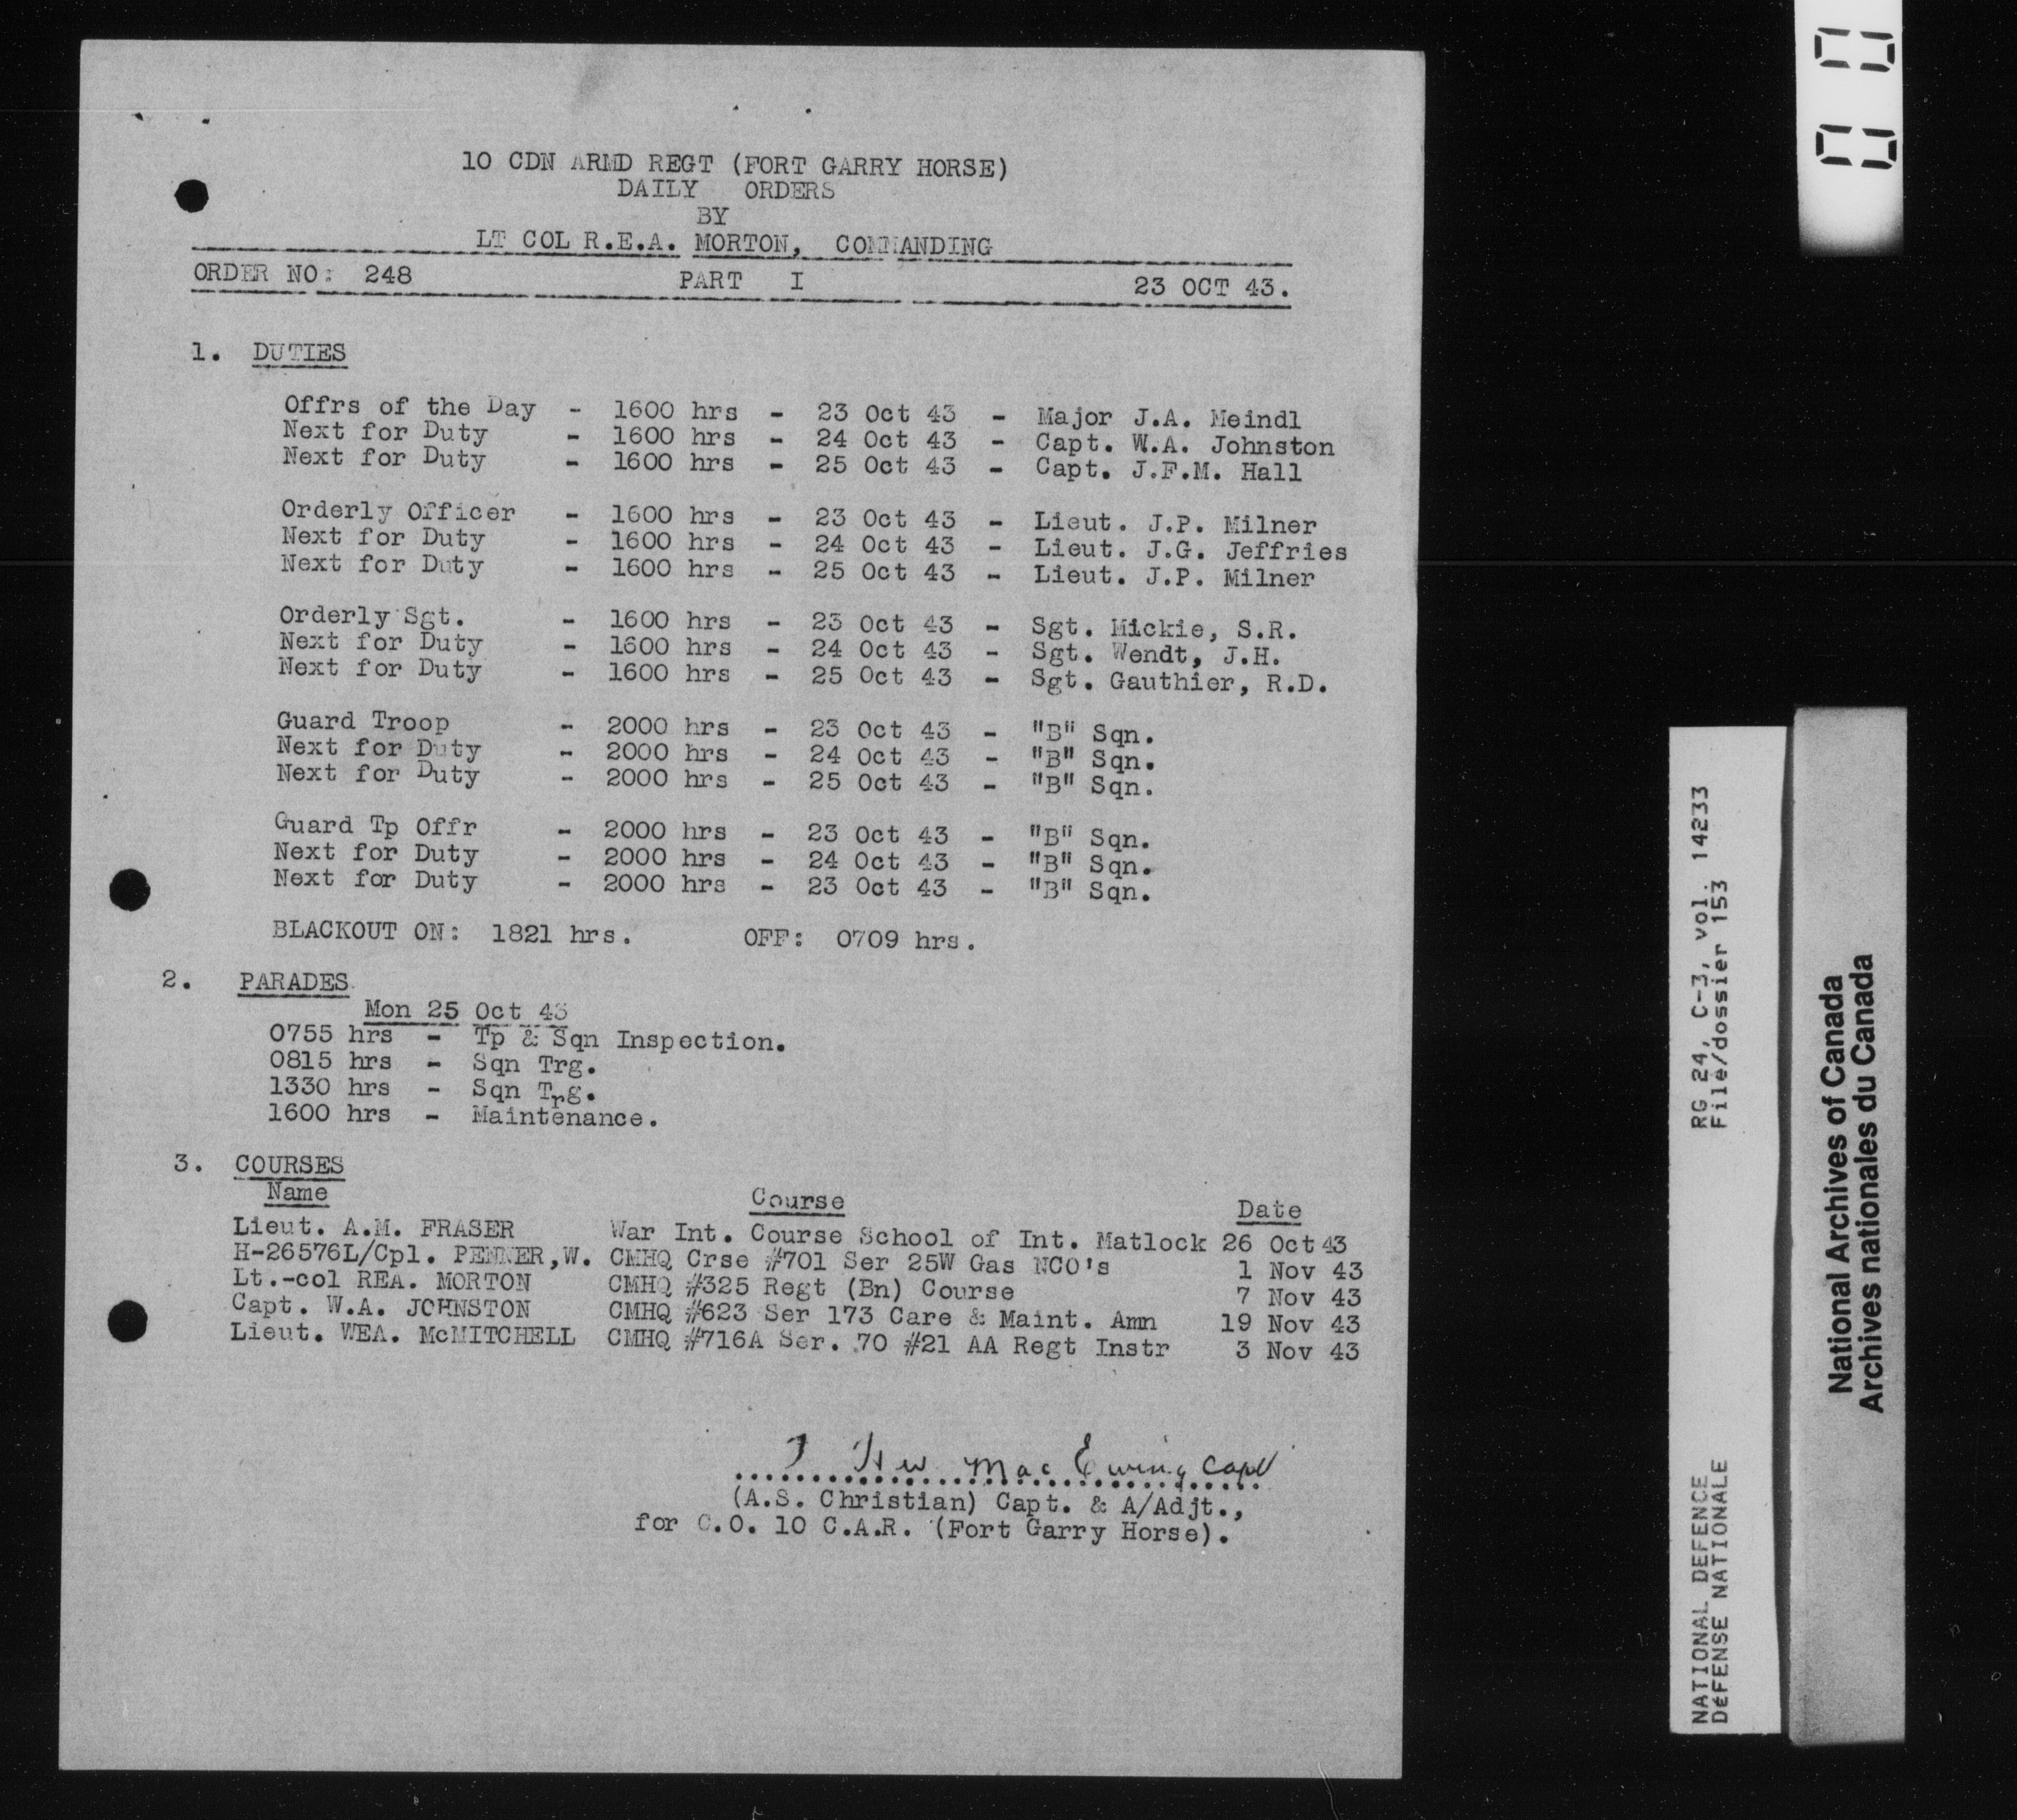 10 CDN ARMD REGT (FORT GARRY HORSE)
DAILY ORDERS
BY
LT COL R.E.A. MORTON, COMMANDING
ORDER NO: 248 PART I 23 OCT 43.
1. DUTIES
Offrs of the Day - 1600 hrs - 23 Oct 43 - Major J.A. Meindl
Next for Duty - 1600 hrs - 24 Oct 43 - Capt. W.A. Johnston
Next for Duty - 1600 hrs - 25 Oct 43 - Capt. J.F.M. Hall
Orderly Officer - 1600 hrs - 23 Oct 43 - Lieut. J.P. Milner
Next for Duty - 1600 hrs - 24 Oct 43 - Lieut. J.G. Jeffries
Next for Duty - 1600 hrs - 25 Oct 43 - Lieut. J.P. Milner
Orderly Sgt. - 1600 hrs - 23 Oct 43 - Sgt. Mickie, S.R.
Next for Duty - 1600 hrs - 24 Oct 43 - Sgt. Wendt, J.H.
Next for Duty - 1600 hrs - 25 Oct 43 - Sgt. Gauthier, R.D.
Guard Troop - 2000 hrs - 23 Oct 43 - "B" Sqn.
Next for Duty - 2000 hrs - 24 Oct 43 - "B" Sqn.
Next for Duty - 2000 hrs - 25 Oct 43 - "B" Sqn.
Guard Tp Offr - 2000 hrs - 23 Oct 43 - "B" Sqn.
Next for Duty - 2000 hrs - 24 Oct 43 - "B" Sqn.
Next for Duty - 2000 hrs - 23 Oct 43 - "B" Sqn.
BLACKOUT ON: 1821 hrs. OFF: 0709 hrs.
2. PARADES
Mon 25 Oct 43
0755 hrs - Tp & Sqn Inspection.
0815 hrs - Sqn Trg.
1330 hrs - Sqn Trg.
1600 hrs - Maintenance.
3. COURSES
Name Course Date
Lieut. A.M. FRASER War Int. Course School of Int. Matlock 26 Oct 43
H-26576L/Cpl. PENNER,W. CMHQ Crse #701 Ser 25W Gas NCO's 1 Nov 43
Lt.-col REA. MORTON CMHQ #325 Regt (Bn) Course 7 Nov 43
Capt. W.A. JOHNSTON CMHQ #623 Ser 173 Care & Maint. Amn 19 Nov 43
Lieut. WEA. McMITCHELL CMHQ #716A Ser. 70 #21 AA Regt Instr 3 Nov 43
Mac Ewing Capt
(A.S. Christian) Capt. & A/Adjt.,
for C.O. 10 C.A.R. (Fort Garry Horse).
NATIONAL DEFENCE RG 24, C-3, vol. 14233
DéFENSE NATIONALE File/dossier 153
National Archives of Canada
Archives nationales du Canada